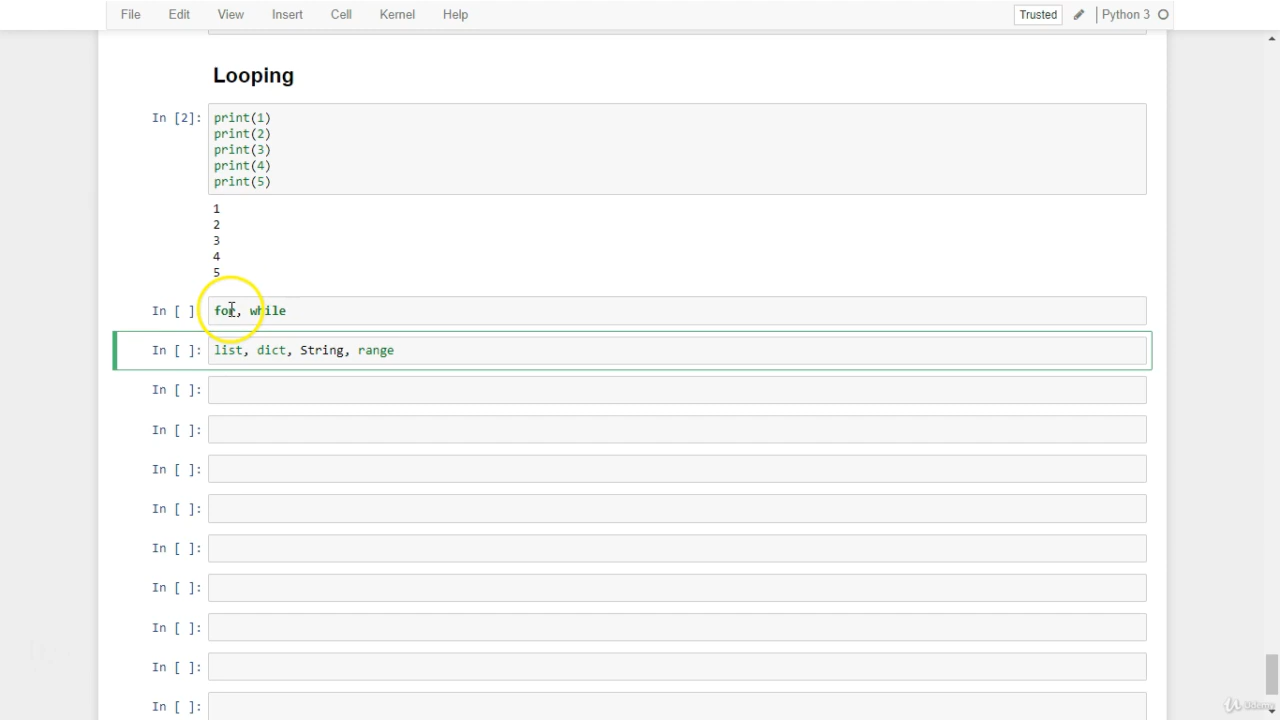 File Edit View Insert Cell Kernel Help Trusted Python 3
Looping
In [2]: print(1)
print(2)
print(3)
print(4)
print(5)
1
2
3
4
5
In [ ] for, while
In [ ]: list, dict, String, range
In [ ]:
In [ ]:
In [ ]:
In [ ]:
In [ ]:
In [ ]:
In [ ]:
In [ ]:
In [ ]:
Udemy